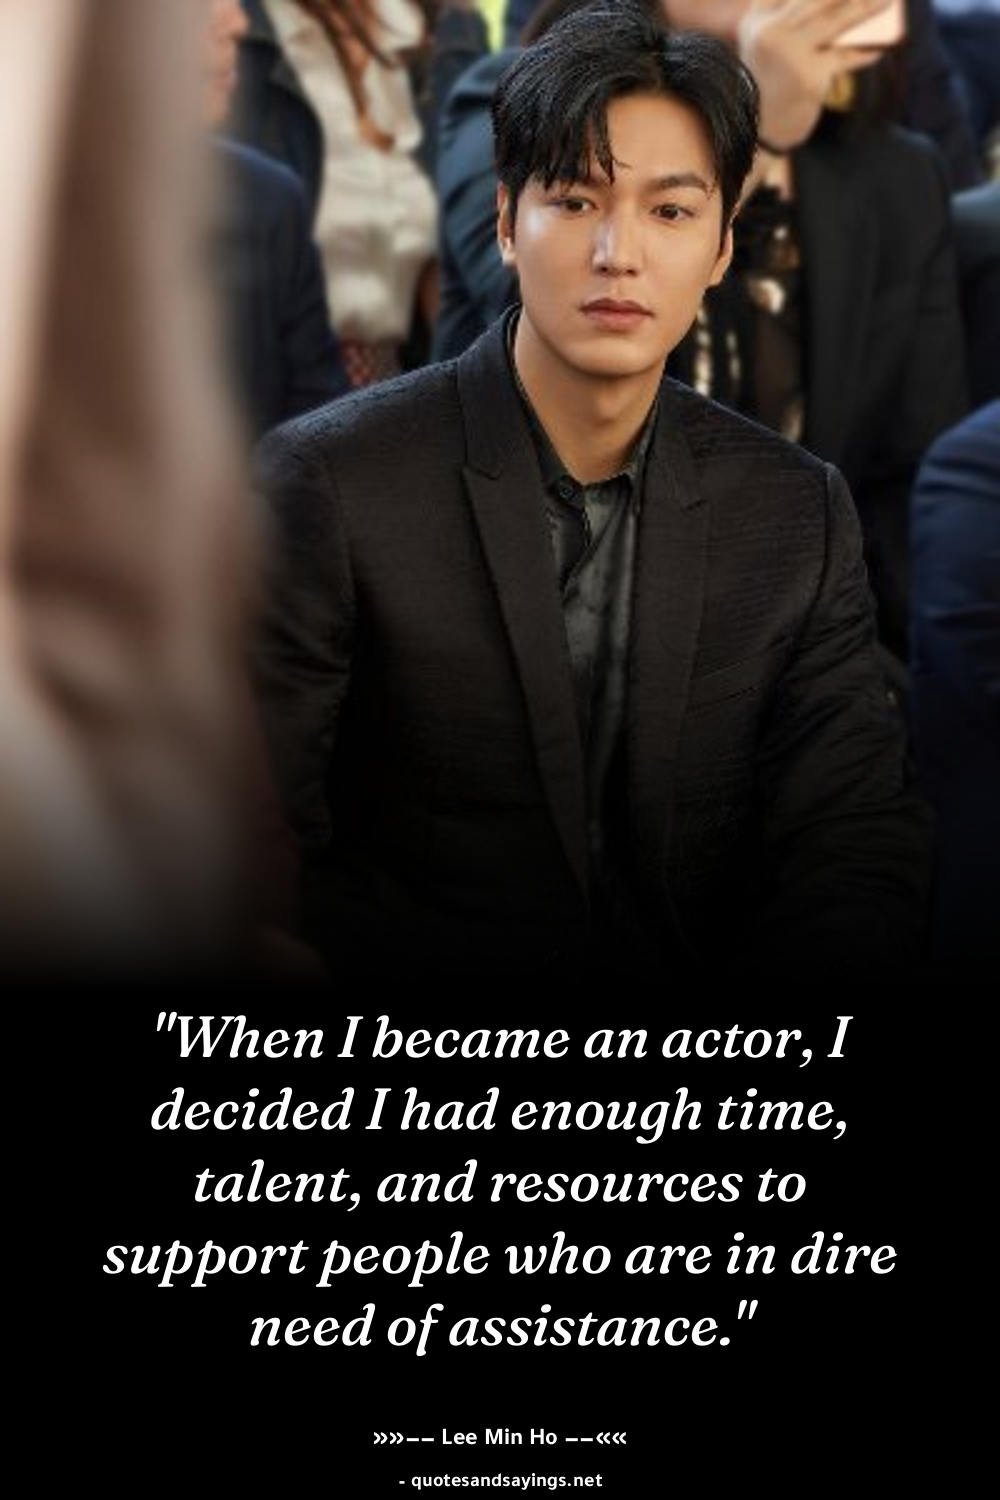 "When I became an actor, I
decided I had enough time,
talent, and resources to
support people who are in dire
need of assistance."
»»−− Lee Min Ho −−««
- quotesandsayings.net